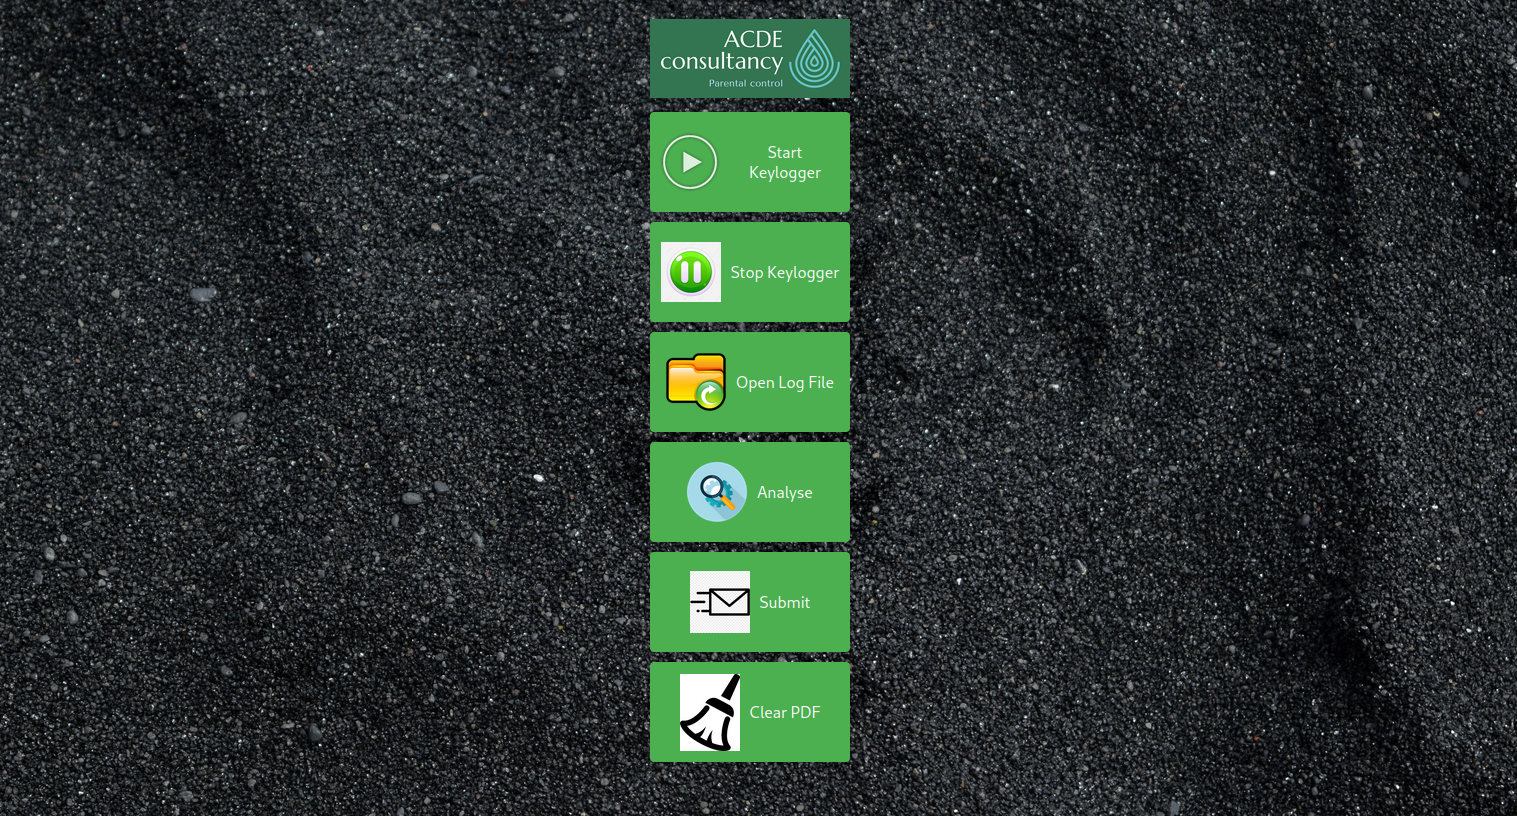 ACDE
consultancy
Parental control
Start
Keylogger
Stop Keylogger
Open Log File
Analyse
Submit
Clear PDF